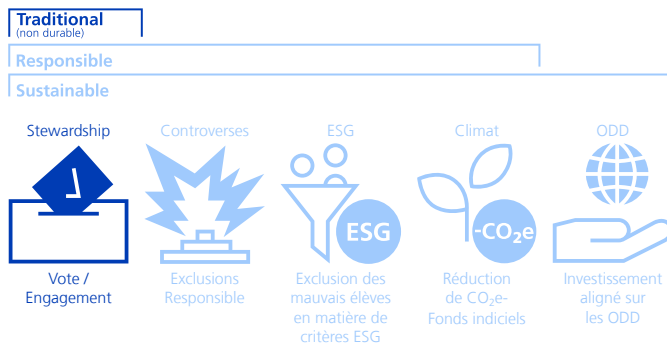 Traditional
(non durable)
Responsible
Sustainable
Stewardship
Controverses
ESG
Climat
ODD
ESG
-CO₂e
Vote /
Engagement
Exclusions
Responsible
Exclusion des
mauvais élèves
en matière de
critères ESG
Réduction
de CO₂e-
Fonds indiciels
Investissement
aligné sur
les ODD